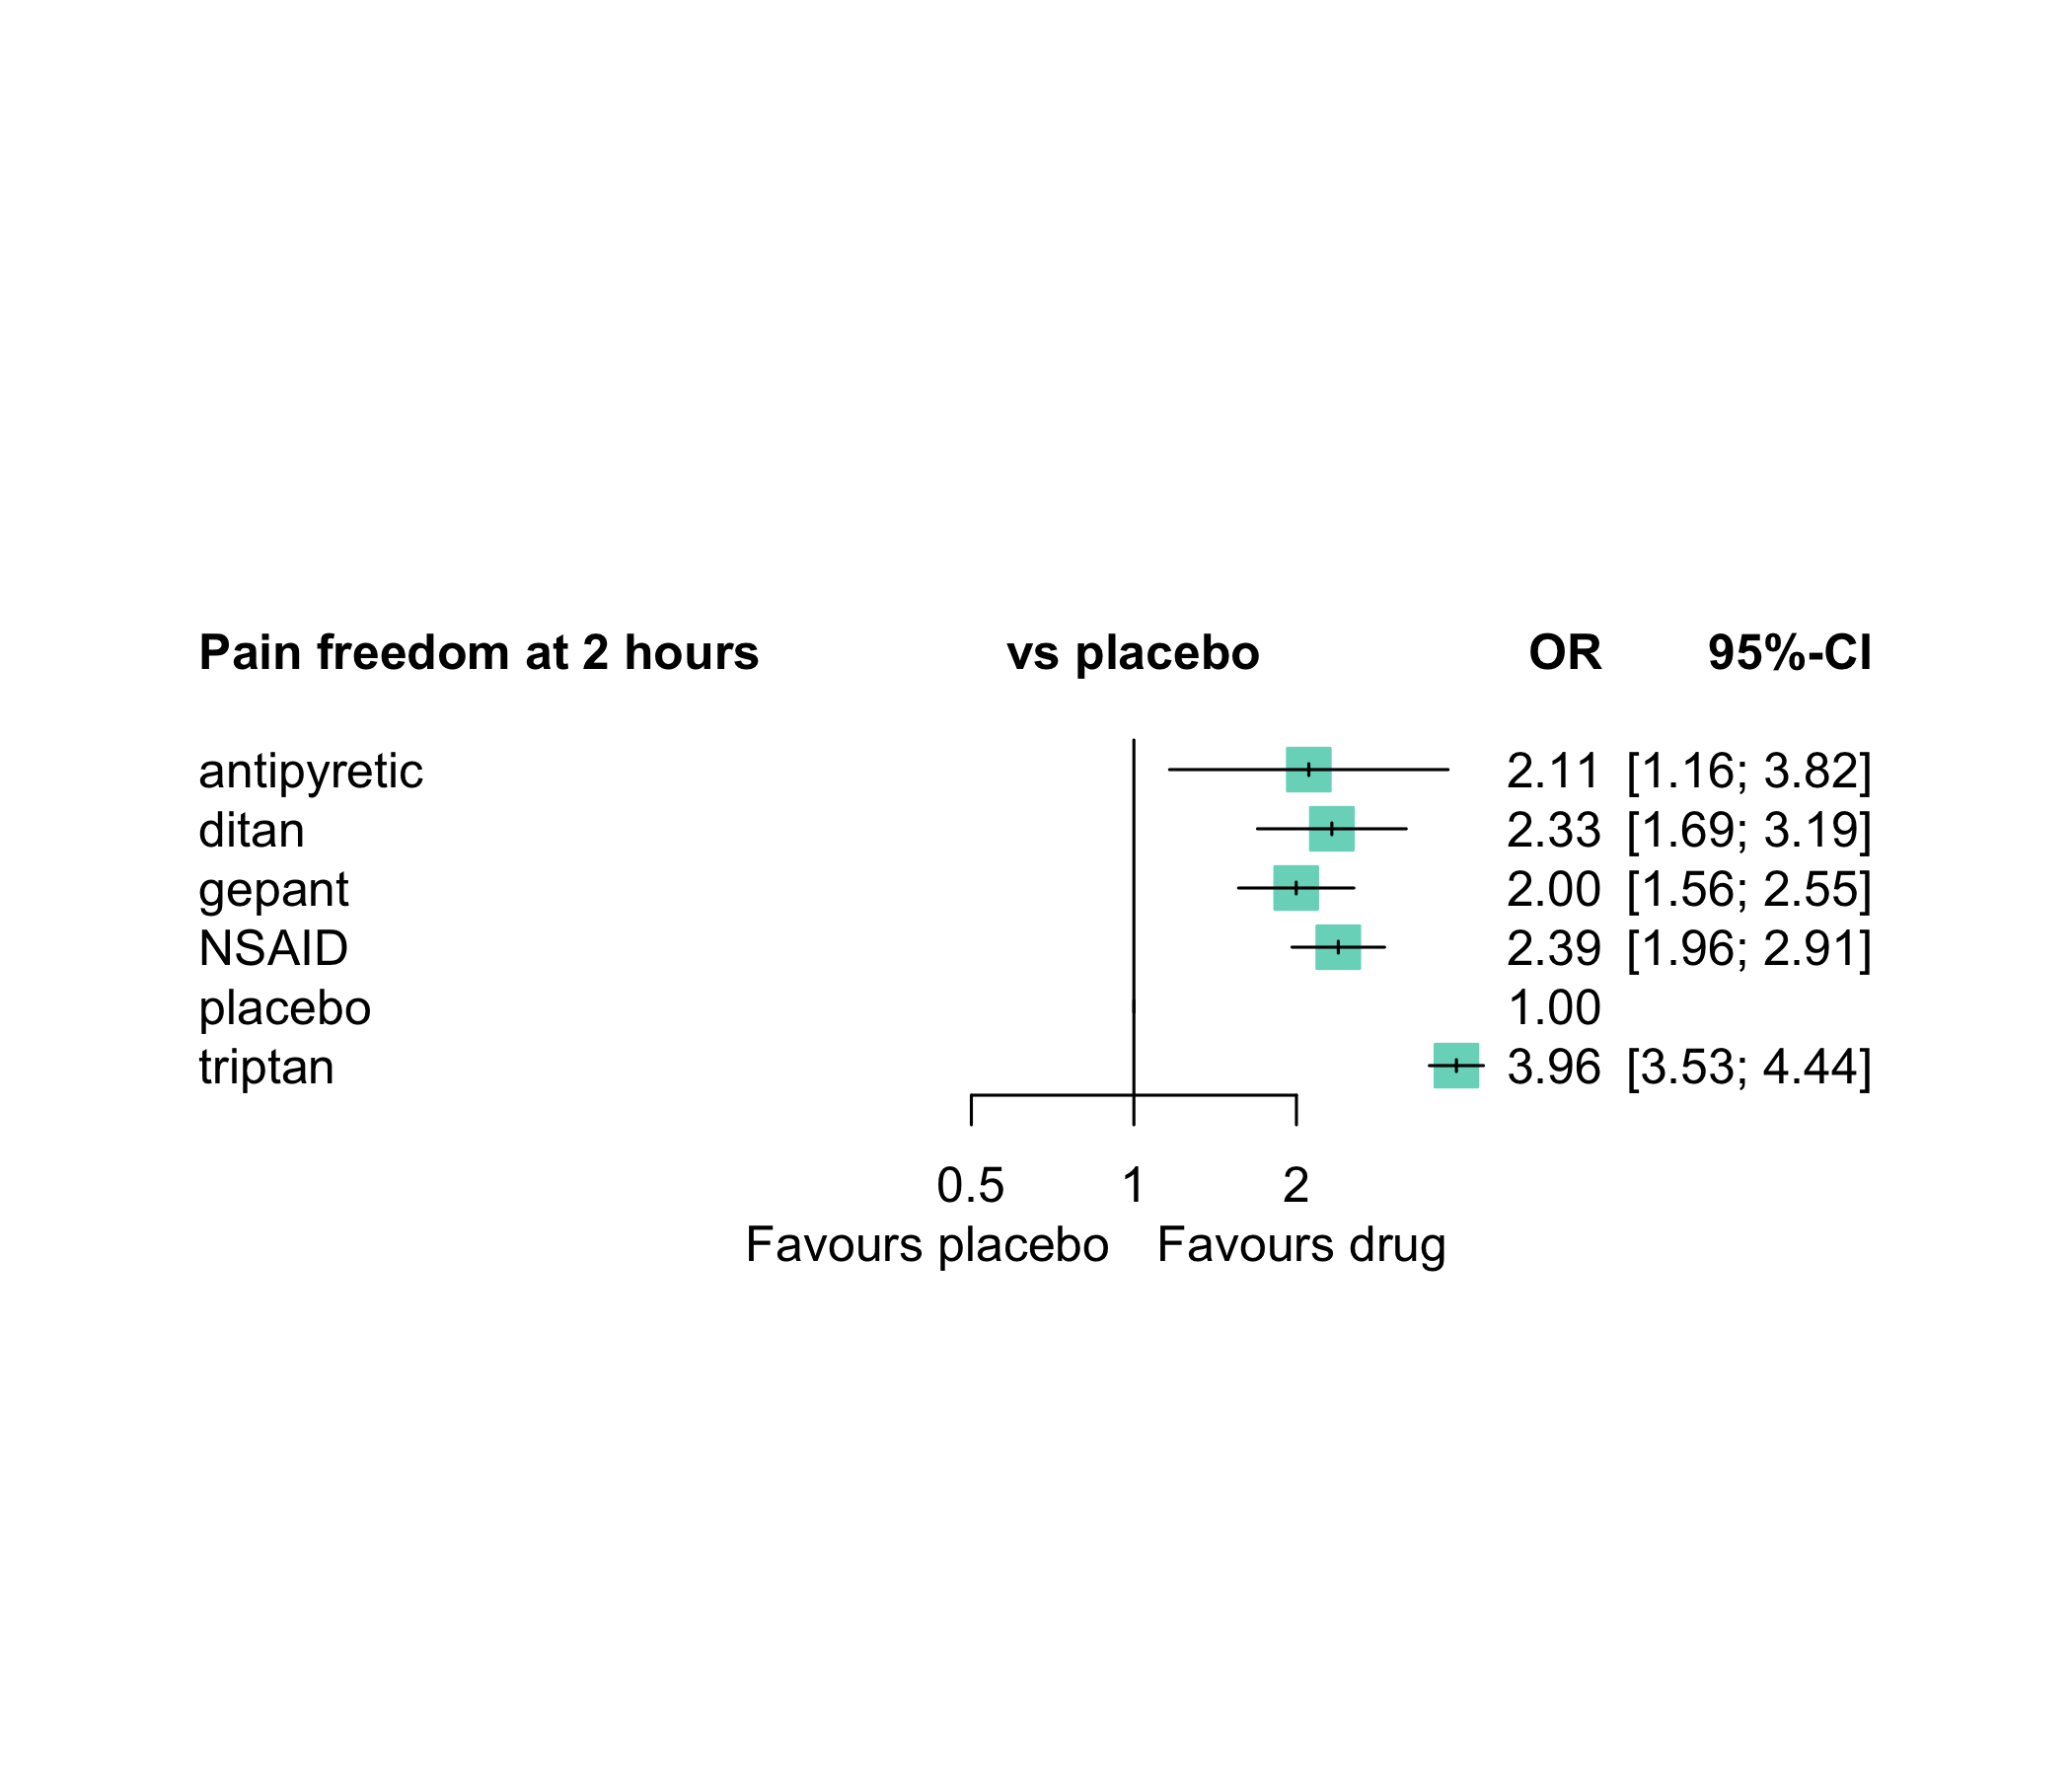 Pain freedom at 2 hours vs placebo OR 95%-CI
antipyretic 2.11 [1.16; 3.82]
ditan 2.33 [1.69; 3.19]
gepant 2.00 [1.56; 2.55]
NSAID 2.39 [1.96; 2.91]
placebo 1.00
triptan 3.96 [3.53; 4.44]
0.5 1 2
Favours placebo Favours drug